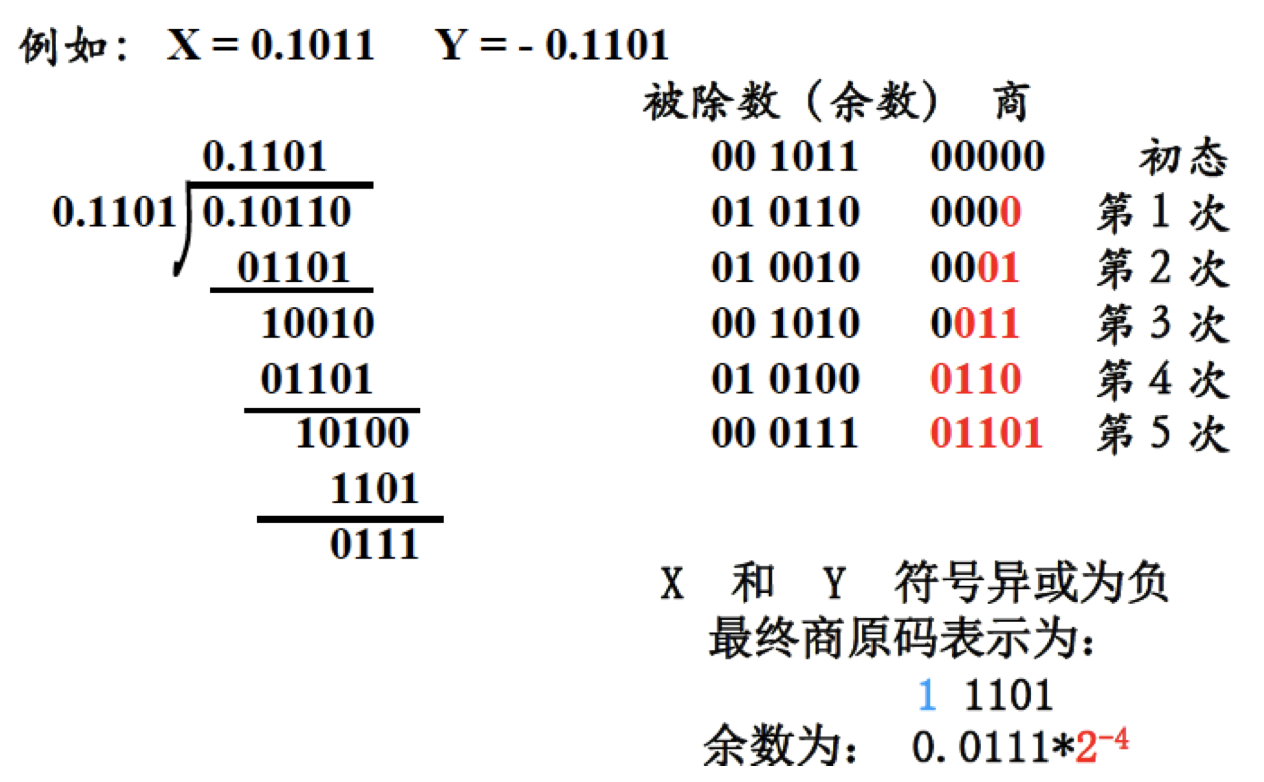 例如： X = 0.1011 Y = - 0.1101
被除数（余数） 商
0.1101
0.1101 0.10110
01101
10010
01101
10100
1101
0111
00 1011 00000 初态
01 0110 0000 第 1 次
01 0010 0001 第 2 次
00 1010 0011 第 3 次
01 0100 0110 第 4 次
00 0111 01101 第 5 次
X 和 Y 符号异或为负
最终商原码表示为：
1 1101
余数为： 0.0111*2⁻⁴